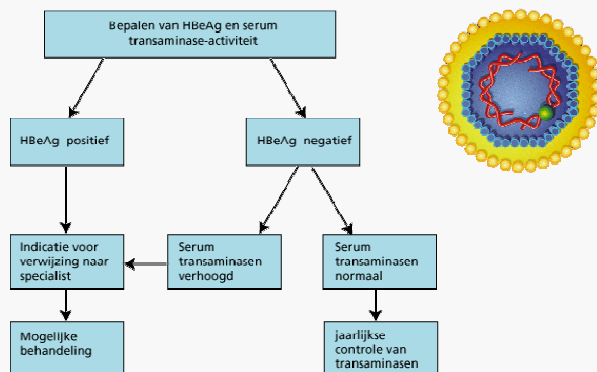 Bepalen van HBeAg en serum
transaminase-activiteit
HBeAg positief
HBeAg negatief
Indicatie voor
verwijzing naar
specialist
Serum
transaminasen
verhoogd
Serum
transaminasen
normaal
Mogelijke
behandeling
jaarlijkse
controle van
transaminasen